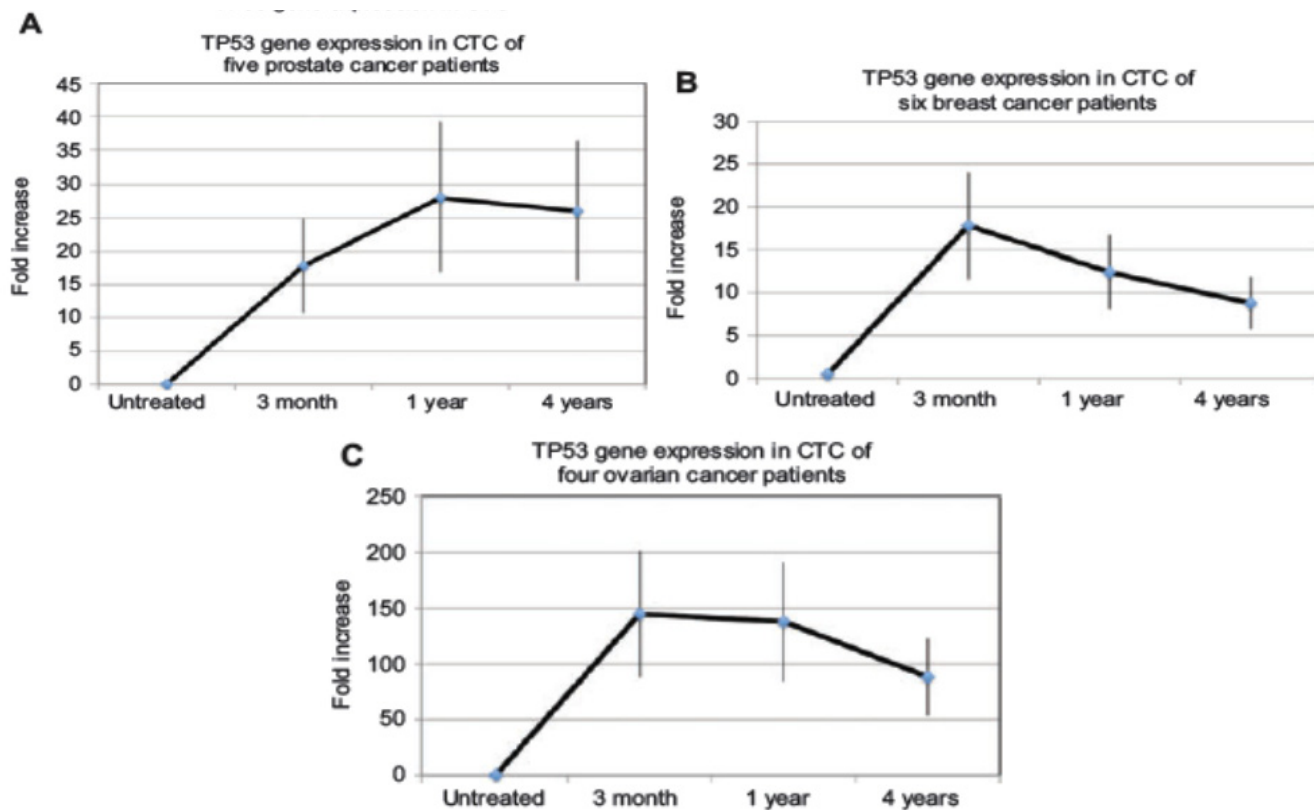 A
TP53 gene expression in CTC of
five prostate cancer patients
Fold increase
45
40
35
30
25
20
15
10
5
0
Untreated 3 month 1 year 4 years
B
TP53 gene expression in CTC of
six breast cancer patients
Fold increase
30
25
20
15
10
5
0
Untreated 3 month 1 year 4 years
C
TP53 gene expression in CTC of
four ovarian cancer patients
Fold increase
250
200
150
100
50
0
Untreated 3 month 1 year 4 years